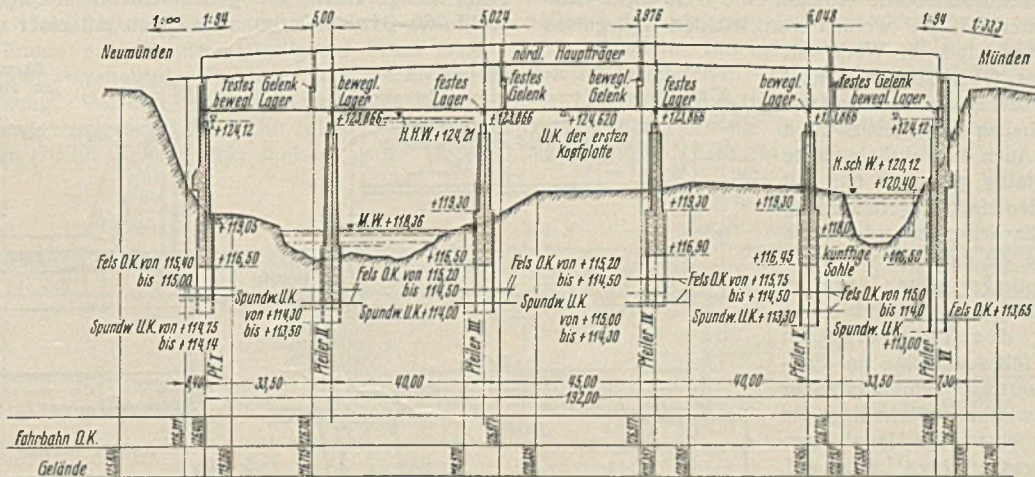 1:∞ 1:94 5,00 5,024 3,976 6,048 1:94 1:33,3
Neumünden
Münden
nördl. Hauptträger
festes Gelenk
bewegl. Lager
bewegl. Lager
festes Lager
festes Gelenk
bewegl. Gelenk
festes Lager
bewegl. Lager
festes Gelenk
bewegl. Lager
+124,12
+123,866
H.H.W. +124,21
+123,866
+124,620
U.K. der ersten Kopfplatte
+123,866
+123,866
+124,12
H.sch.W. +120,12
+120,40
+119,30
+119,30
+119,30
M.W. +118,36
+119,05
+116,50
+116,50
+116,90
+116,45
+118,0
künftige Sohle
+116,50
Fels O.K. von 115,40
bis 115,00
Spundw. U.K. von +114,75
bis +114,14
Spundw. U.K.
von +114,30
bis +113,50
Fels O.K. von 115,20
bis +114,50
Spundw. U.K. +114,00
Fels O.K. von +115,20
bis +114,50
Spundw. U.K.
von +115,00
bis +114,30
Fels O.K. von +115,75
bis +114,50
Spundw. U.K. +113,30
Fels O.K. von 115,0
bis 114,0
Spundw. U.K.
+113,00
Fels O.K. +113,65
Pf. I
Pfeiler II
Pfeiler III
Pfeiler IV
Pfeiler V
Pfeiler VI
8,40 33,50 40,00 45,00 40,00 33,50 7,30
192,00
Fahrbahn O.K.
Gelände